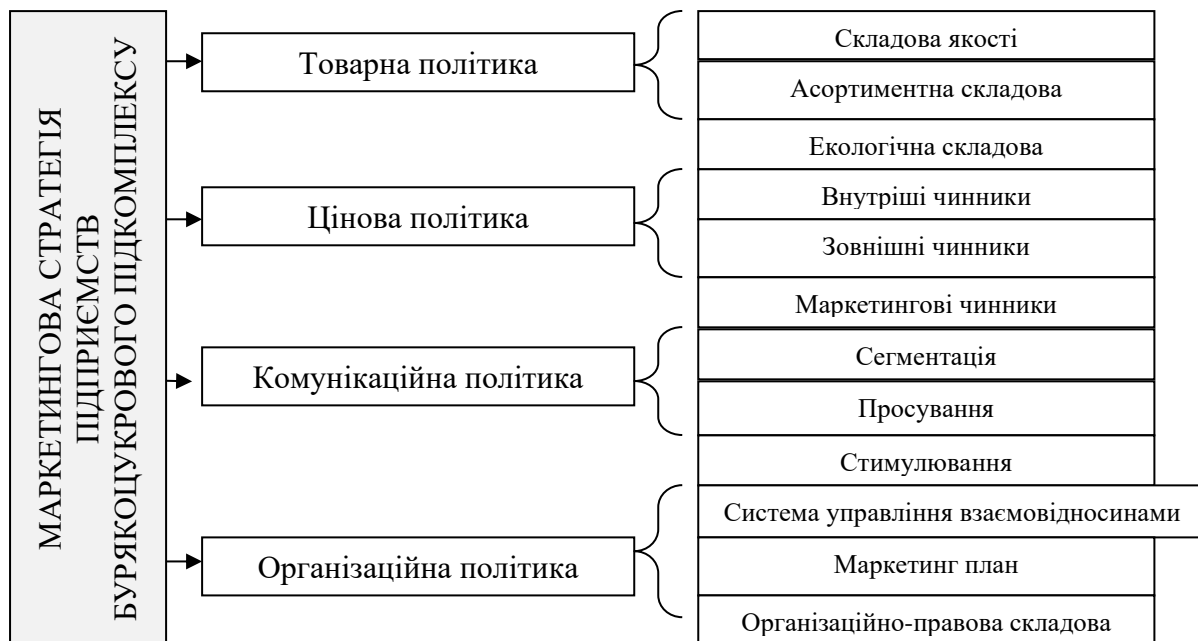 МАРКЕТИНГОВА СТРАТЕГІЯ
ПІДПРИЄМСТВ
БУРЯКОЦУКРОВОГО ПІДКОМПЛЕКСУ
Товарна політика
Складова якості
Асортиментна складова
Екологічна складова
Цінова політика
Внутріші чинники
Зовнішні чинники
Маркетингові чинники
Комунікаційна політика
Сегментація
Просування
Стимулювання
Організаційна політика
Система управління взаємовідносинами
Маркетинг план
Організаційно-правова складова